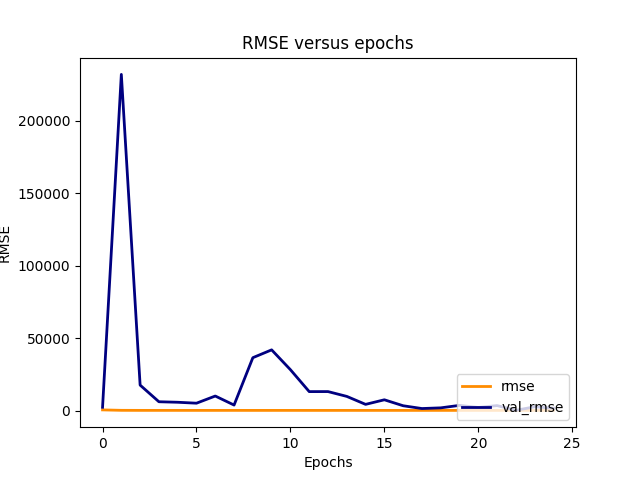 RMSE versus epochs
RMSE
200000
150000
100000
50000
0
0 5 10 15 20 25
Epochs
rmse
val_rmse